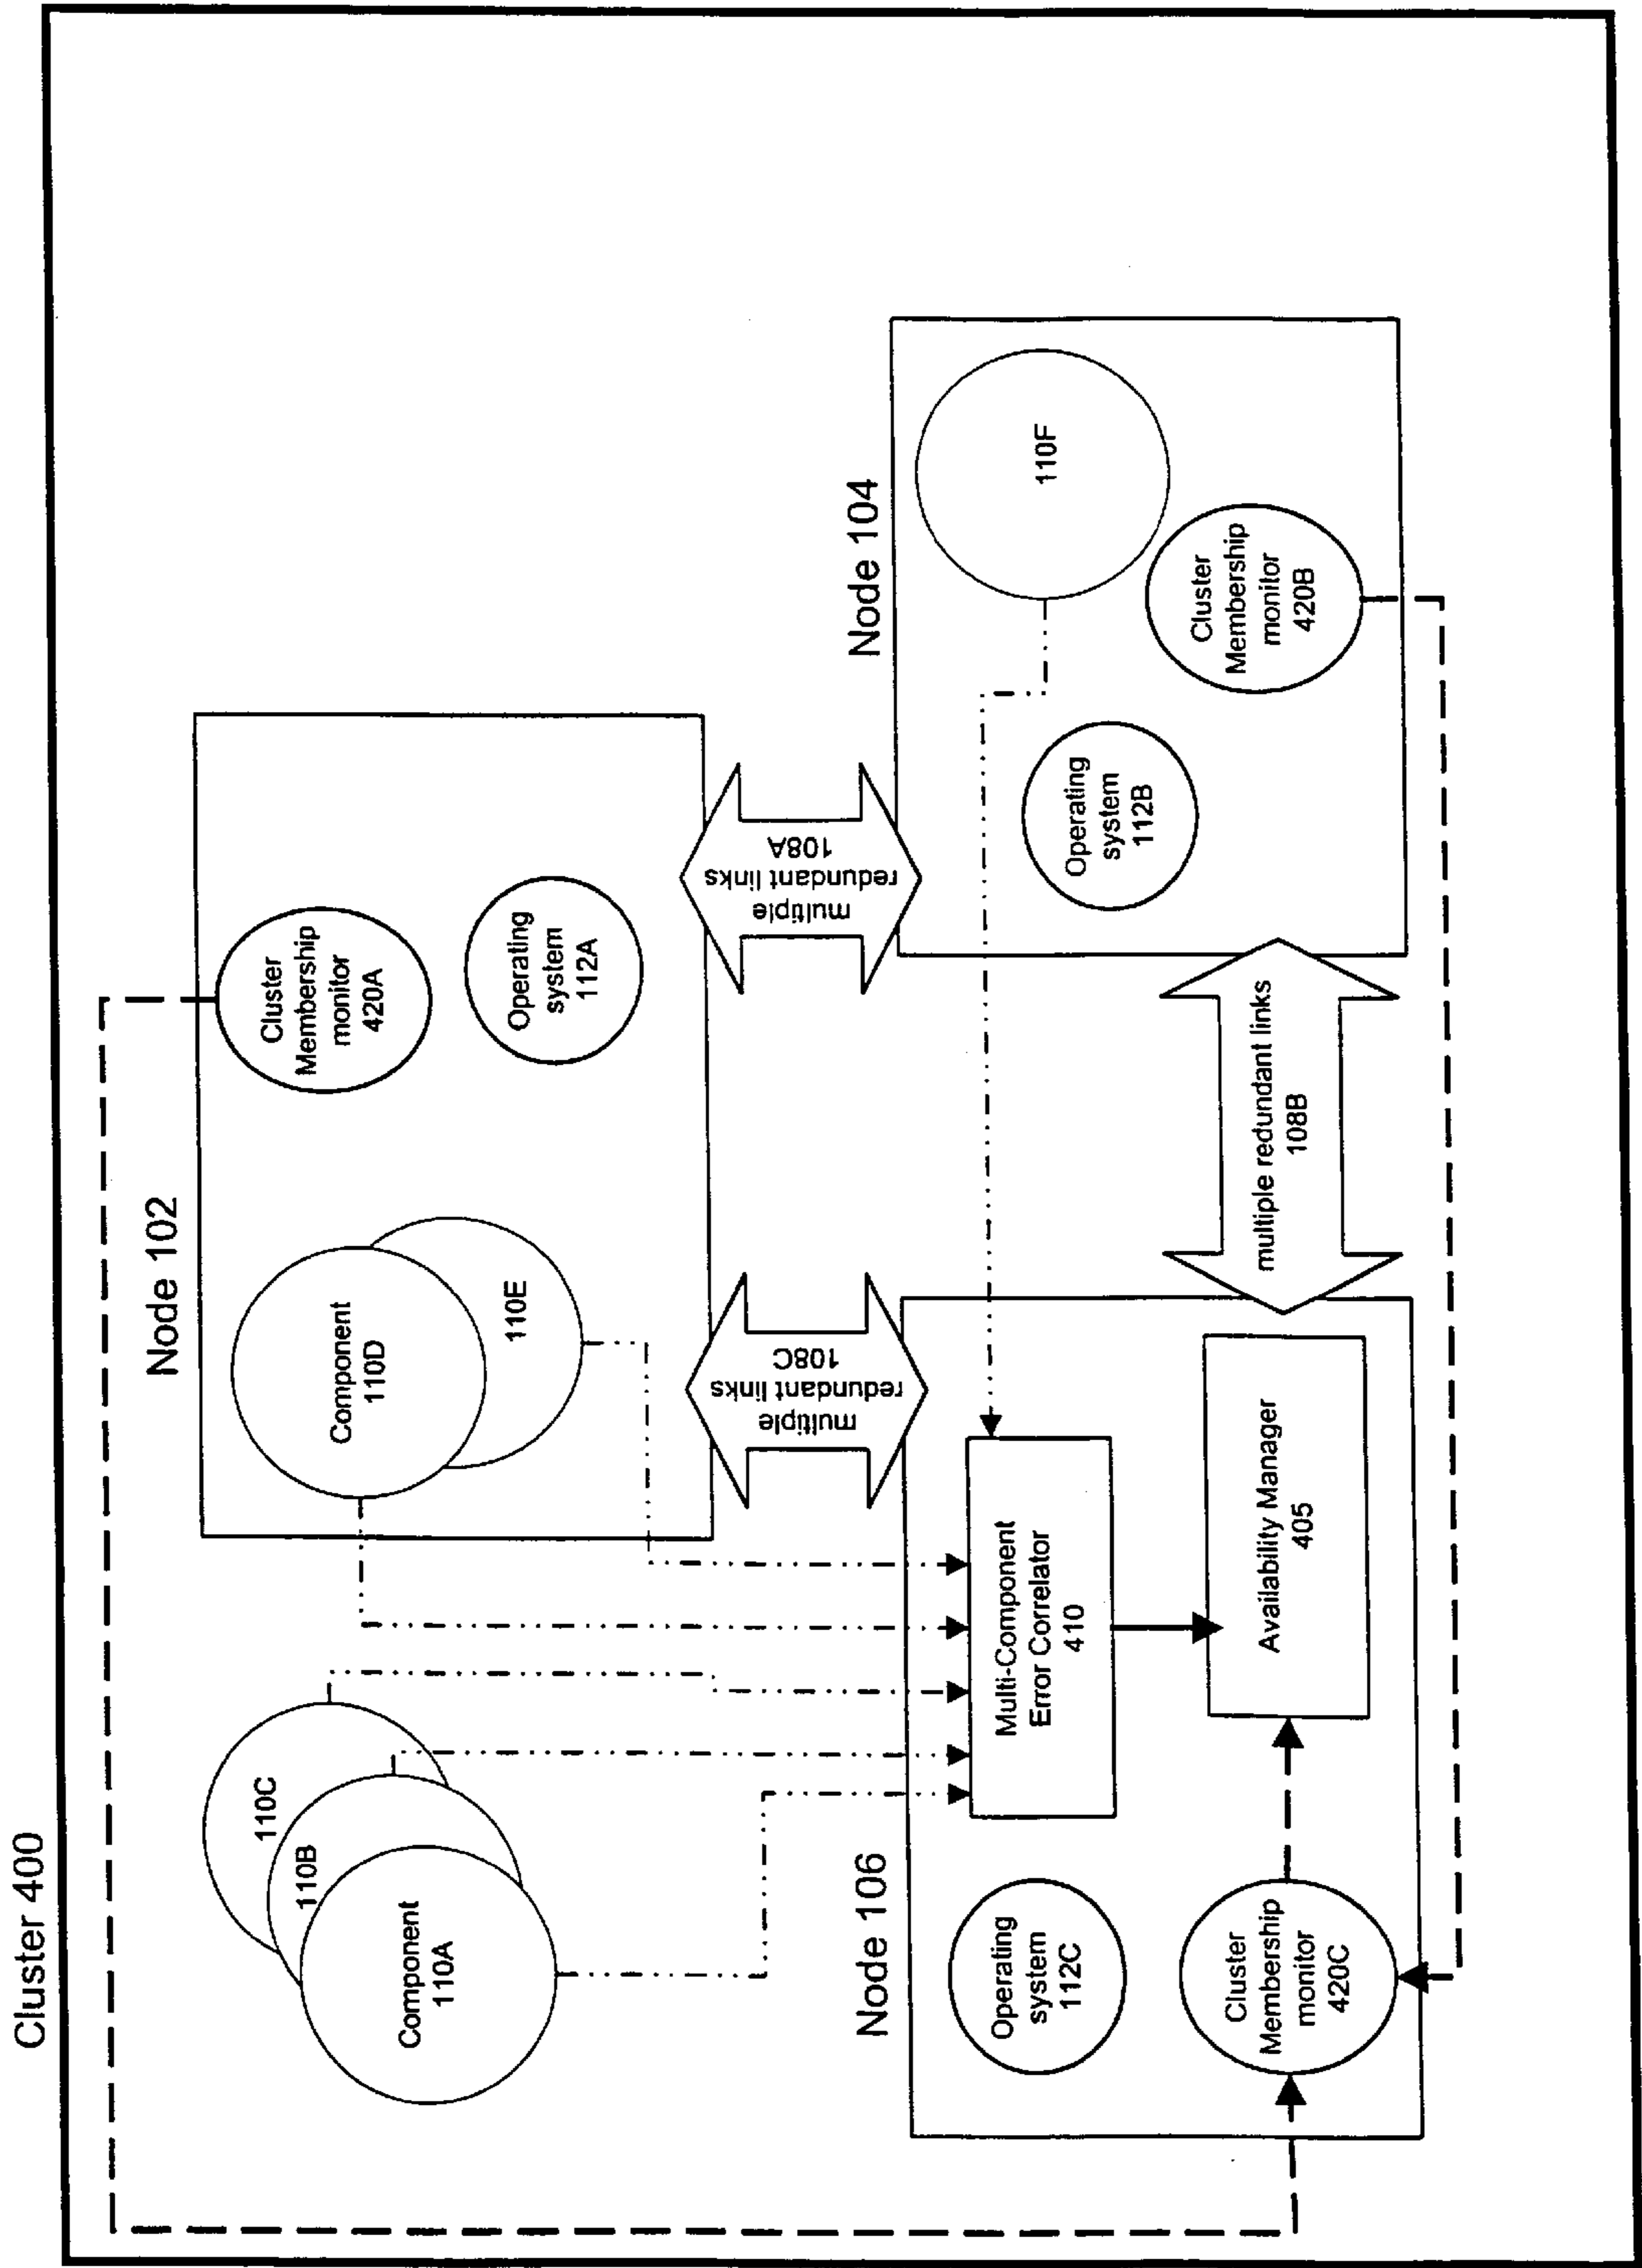 Cluster 400
110C
110B
Component
110A
Node 102
Component
110D
110E
Cluster
Membership
monitor
420A
Operating
system
112A
multiple
redundant links
108C
multiple
redundant links
108A
Node 106
Operating
system
112C
Multi-Component
Error Correlator
410
Cluster
Membership
monitor
420C
Availability Manager
405
multiple redundant links
108B
Node 104
110F
Operating
system
112B
Cluster
Membership
monitor
420B